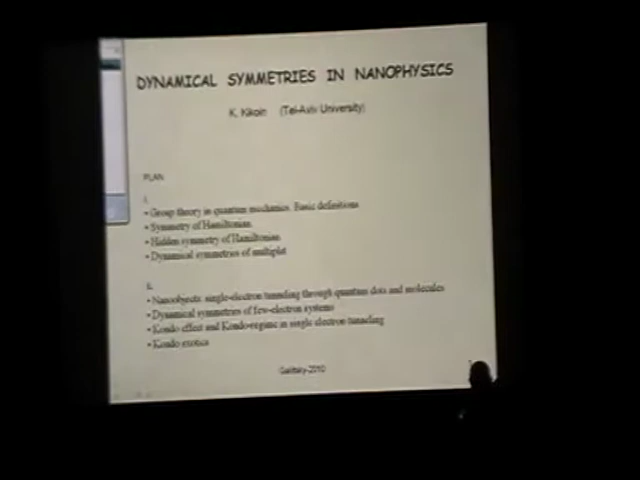 DYNAMICAL SYMMETRIES IN NANOPHYSICS
K. Kikoin (Tel-Aviv University)
PLAN
I.
• Group theory in quantum mechanics. Basic definitions
• Symmetry of Hamiltonian.
• Hidden symmetry of Hamiltonian
• Dynamical symmetries of multiplet
II.
• Nanoobjects: single-electron tunneling through quantum dots and molecules
• Dynamical symmetries of few-electron systems
• Kondo effect and Kondo-regime in single electron tunneling
• Kondo exotics
-2010